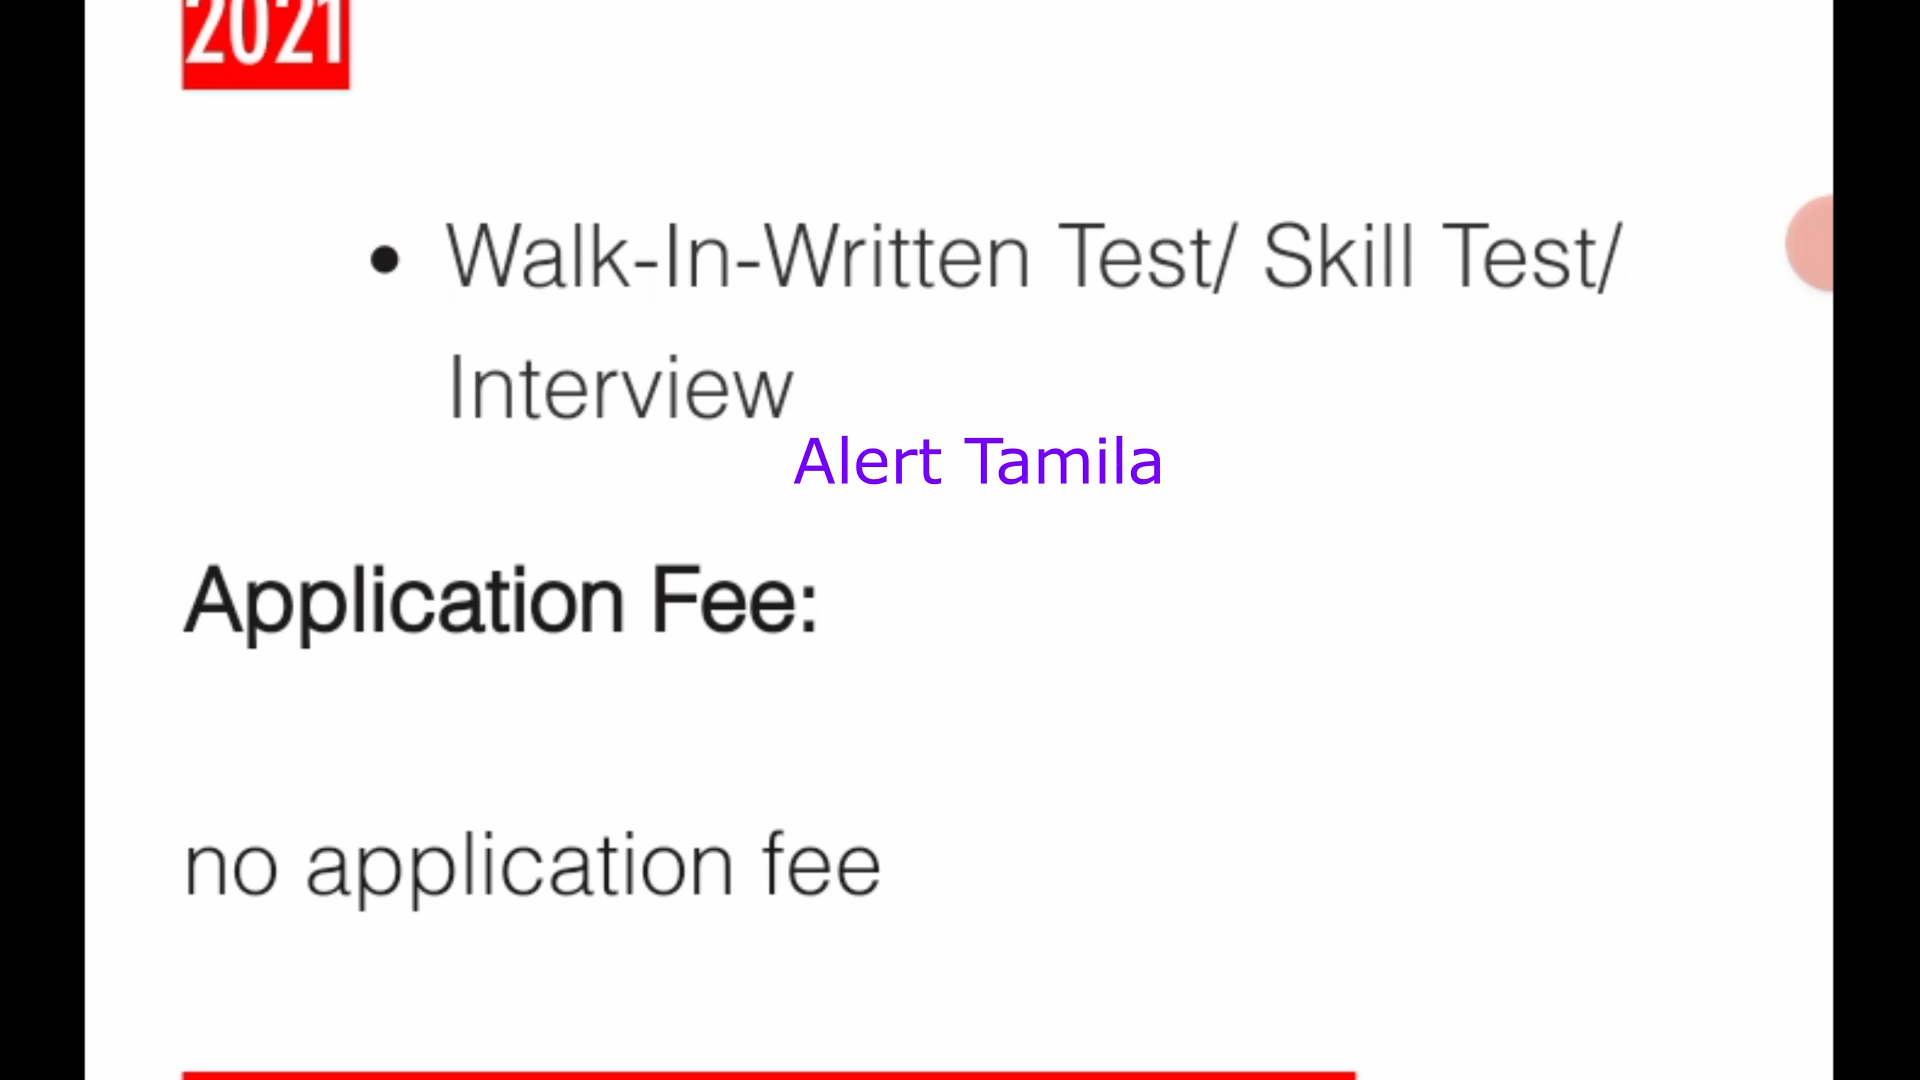 2021
• Walk-In-Written Test/ Skill Test/
Interview
Alert Tamila
Application Fee:
no application fee